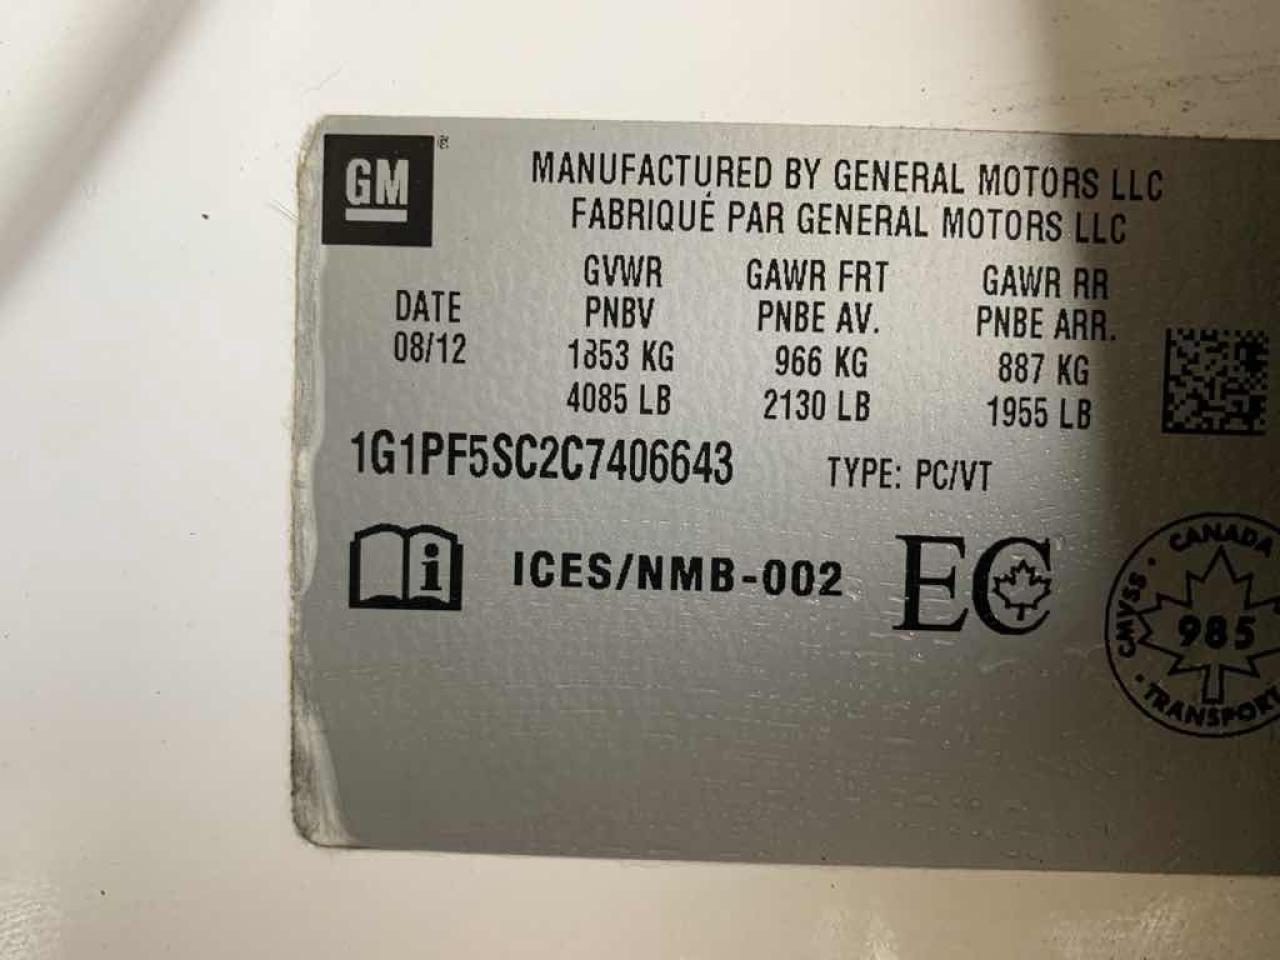 GM
MANUFACTURED BY GENERAL MOTORS LLC
FABRIQUÉ PAR GENERAL MOTORS LLC
DATE
08/12
GVWR
PNBV
1853 KG
4085 LB
GAWR FRT
PNBE AV.
966 KG
2130 LB
GAWR RR
PNBE ARR.
887 KG
1955 LB
1G1PF5SC2C7406643 TYPE: PC/VT
i ICES/NMB-002 EC
CANADA
CMVSS
985
TRANSPOR